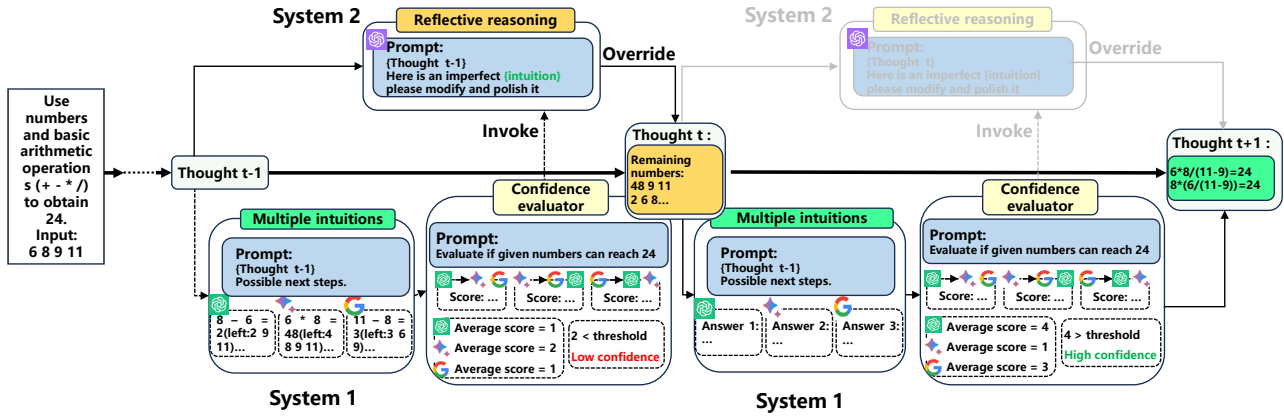 System 2
Reflective reasoning
Prompt:
{Thought t-1}
Here is an imperfect {intuition}
please modify and polish it
Override
Invoke
Use
numbers
and basic
arithmetic
operation
s (+ - * /)
to obtain
24.
Input:
6 8 9 11
Thought t-1
Multiple intuitions
Prompt:
{Thought t-1}
Possible next steps.
8 – 6 =
2(left:2 9
11)...
6 * 8 =
48(left:4
8 9 11)...
11 – 8 =
3(left:3 6
9)...
System 1
Confidence
evaluator
Prompt:
Evaluate if given numbers can reach 24
Score: ...
Score: ...
Score: ...
Average score = 1
Average score = 2
Average score = 1
2 < threshold
Low confidence
Thought t :
Remaining
numbers:
48 9 11
2 6 8...
System 2
Reflective reasoning
Prompt:
{Thought t)
Here is an imperfect (intuition)
please modify and polish it
Override
Invoke
Multiple intuitions
Prompt:
{Thought t-1}
Possible next steps.
Answer 1:
...
Answer 2:
...
Answer 3:
...
System 1
Confidence
evaluator
Prompt:
Evaluate if given numbers can reach 24
Score: ...
Score: ...
Score: ...
Average score = 4
Average score = 1
Average score = 3
4 > threshold
High confidence
Thought t+1 :
6*8/(11-9)=24
8*(6/(11-9))=24